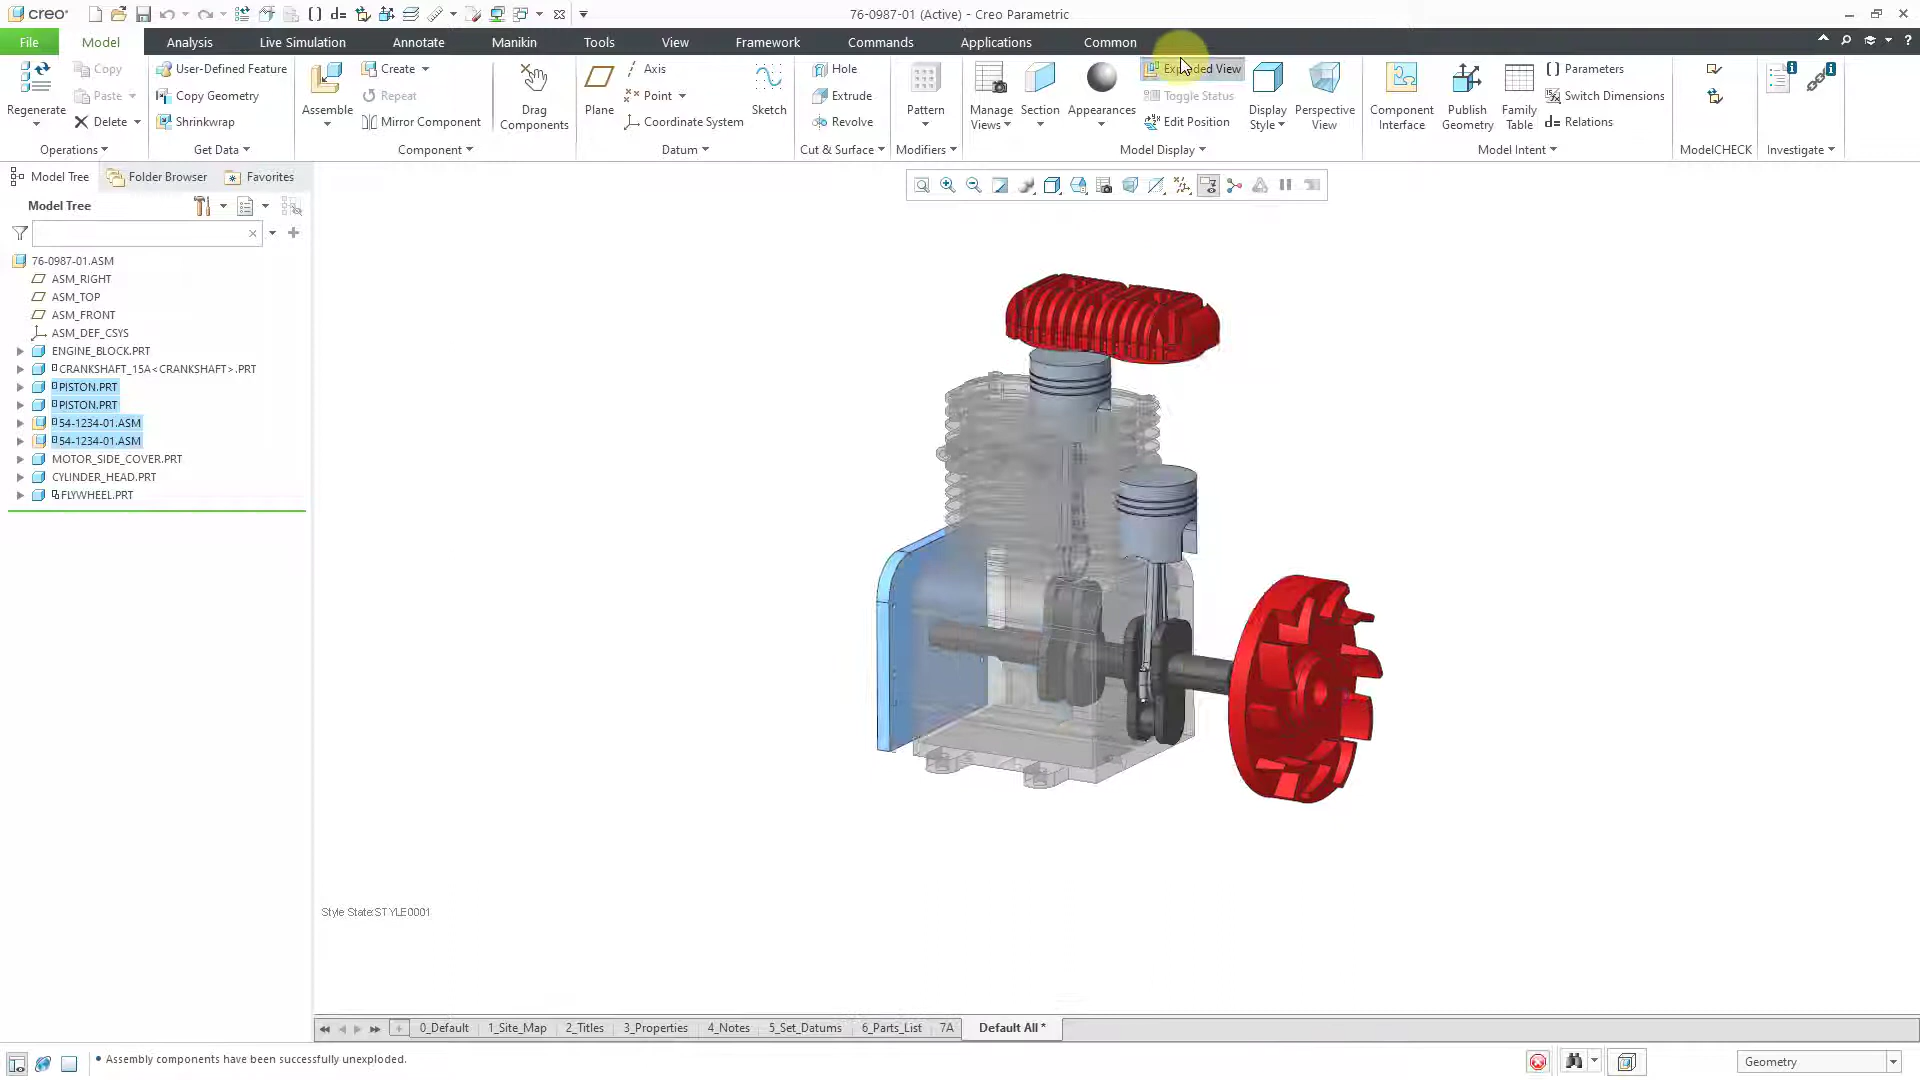 creo
76-0987-01 (Active) - Creo Parametric
File Model Analysis Live Simulation Annotate Manikin Tools View Framework Commands Applications Common
Regenerate
Copy
Paste
Delete
Operations
User-Defined Feature
Copy Geometry
Shrinkwrap
Get Data
Assemble
Create
Repeat
Mirror Component
Drag
Components
Component
Plane
Axis
Point
Coordinate System
Sketch
Datum
Hole
Extrude
Revolve
Cut & Surface
Pattern
Modifiers
Manage
Views
Section
Appearances
Exploded View
Toggle Status
Edit Position
Display
Style
Perspective
View
Model Display
Component
Interface
Publish
Geometry
Family
Table
Parameters
Switch Dimensions
d= Relations
Model Intent
ModelCHECK
Investigate
Model Tree Folder Browser Favorites
Model Tree
76-0987-01.ASM
ASM_RIGHT
ASM_TOP
ASM_FRONT
ASM_DEF_CSYS
ENGINE_BLOCK.PRT
CRANKSHAFT_15A<CRANKSHAFT>.PRT
PISTON.PRT
PISTON.PRT
54-1234-01.ASM
54-1234-01.ASM
MOTOR_SIDE_COVER.PRT
CYLINDER_HEAD.PRT
FLYWHEEL.PRT
Style State:STYLE0001
0_Default 1_Site_Map 2_Titles 3_Properties 4_Notes 5_Set_Datums 6_Parts_List 7A Default All *
• Assembly components have been successfully unexploded.
Geometry